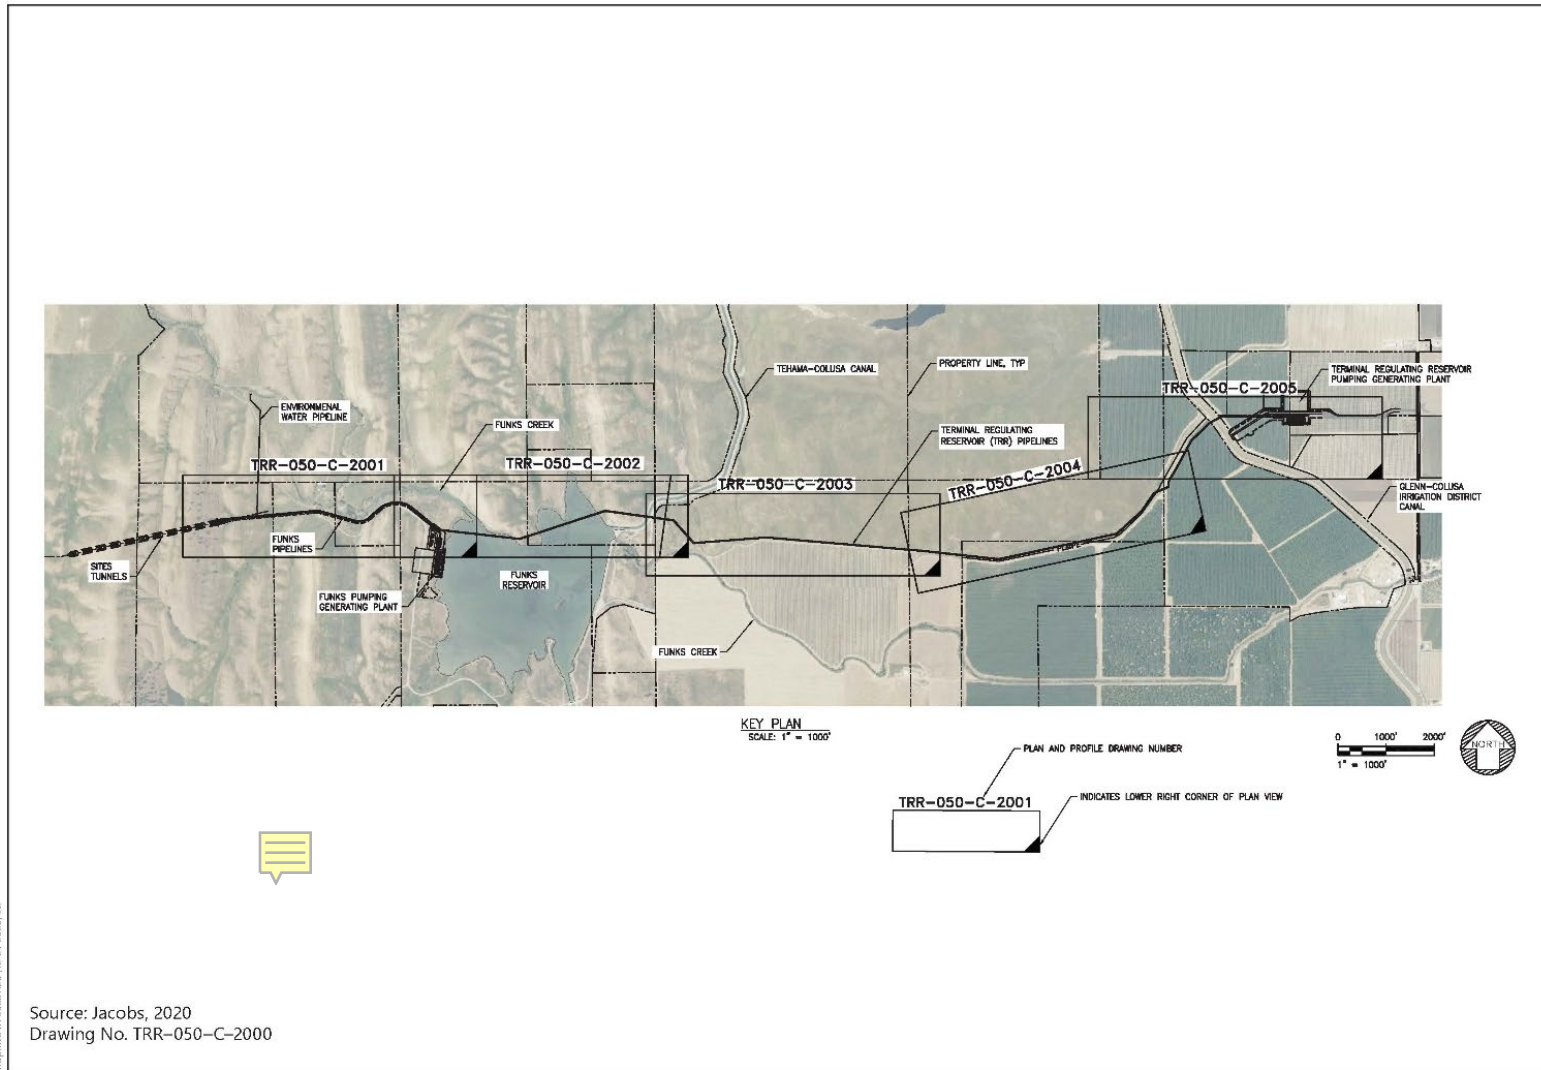 TEHAMA-COLUSA CANAL
PROPERTY LINE, TYP
TERMINAL REGULATING RESERVOIR
PUMPING GENERATING PLANT
TRR-050-C-2005
ENVIRONMENAL
WATER PIPELINE
FUNKS CREEK
TERMINAL REGULATING
RESERVOIR (TRR) PIPELINES
TRR-050-C-2001
TRR-050-C-2002
TRR-050-C-2003
TRR-050-C-2004
GLENN-COLUSA
IRRIGATION DISTRICT
CANAL
FUNKS
PIPELINES
SITES
TUNNELS
FUNKS
RESERVOIR
FUNKS PUMPING
GENERATING PLANT
FUNKS CREEK
KEY PLAN
SCALE: 1" = 1000'
0 1000' 2000'
1" = 1000'
NORTH
PLAN AND PROFILE DRAWING NUMBER
TRR-050-C-2001
INDICATES LOWER RIGHT CORNER OF PLAN VIEW
Source: Jacobs, 2020
Drawing No. TRR-050-C-2000